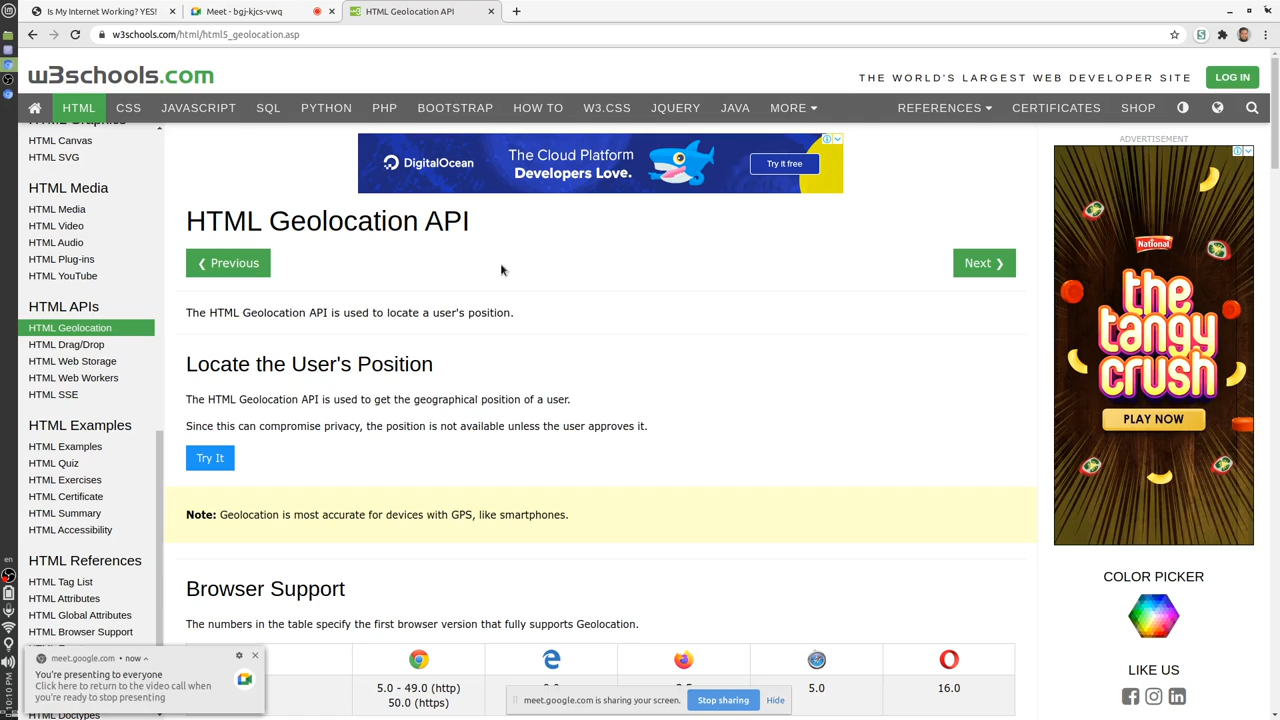 Is My Internet Working? YES!
Meet - bgj-kjcs-vwq
HTML Geolocation API
w3schools.com/html/html5_geolocation.asp
w3schools.com
THE WORLD'S LARGEST WEB DEVELOPER SITE
LOG IN
HTML
CSS
JAVASCRIPT
SQL
PYTHON
PHP
BOOTSTRAP
HOW TO
W3.CSS
JQUERY
JAVA
MORE
REFERENCES
CERTIFICATES
SHOP
HTML Canvas
HTML SVG
HTML Media
HTML Media
HTML Video
HTML Audio
HTML Plug-ins
HTML YouTube
HTML APIs
HTML Geolocation
HTML Drag/Drop
HTML Web Storage
HTML Web Workers
HTML SSE
HTML Examples
HTML Examples
HTML Quiz
HTML Exercises
HTML Certificate
HTML Summary
HTML Accessibility
HTML References
HTML Tag List
HTML Attributes
HTML Global Attributes
HTML Browser Support
DigitalOcean
The Cloud Platform
Developers Love.
Try it free
HTML Geolocation API
❮ Previous
Next ❯
The HTML Geolocation API is used to locate a user's position.
Locate the User's Position
The HTML Geolocation API is used to get the geographical position of a user.
Since this can compromise privacy, the position is not available unless the user approves it.
Try It
Note: Geolocation is most accurate for devices with GPS, like smartphones.
Browser Support
The numbers in the table specify the first browser version that fully supports Geolocation.
5.0 - 49.0 (http)
50.0 (https)
5.0
16.0
ADVERTISEMENT
National
the
tangy
crush
PLAY NOW
COLOR PICKER
LIKE US
meet.google.com • now
You're presenting to everyone
Click here to return to the video call when
you're ready to stop presenting
meet.google.com is sharing your screen.
Stop sharing
Hide
en
10:10 PM